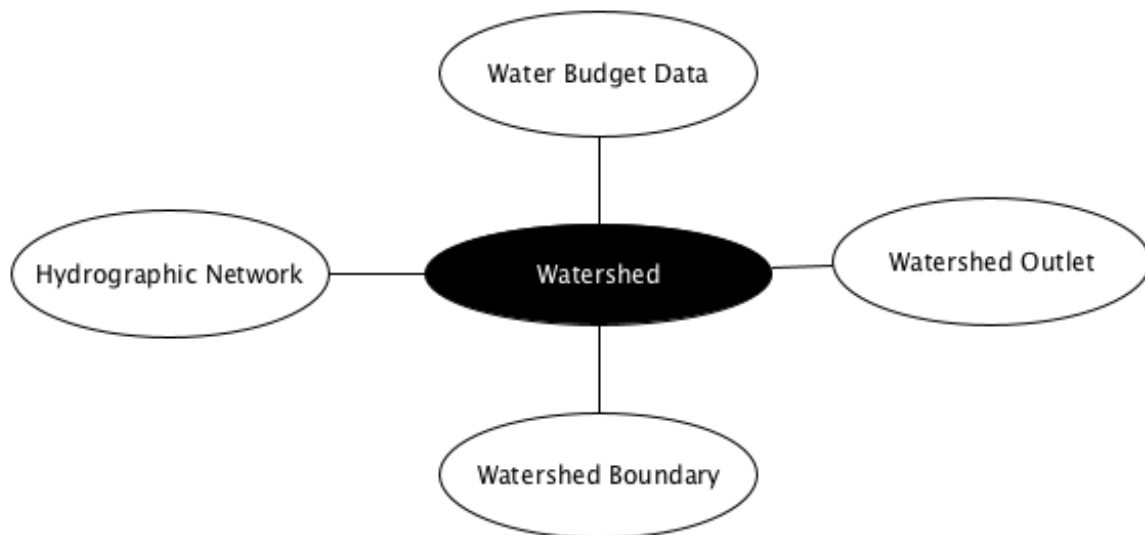 Water Budget Data
Hydrographic Network
Watershed
Watershed Outlet
Watershed Boundary